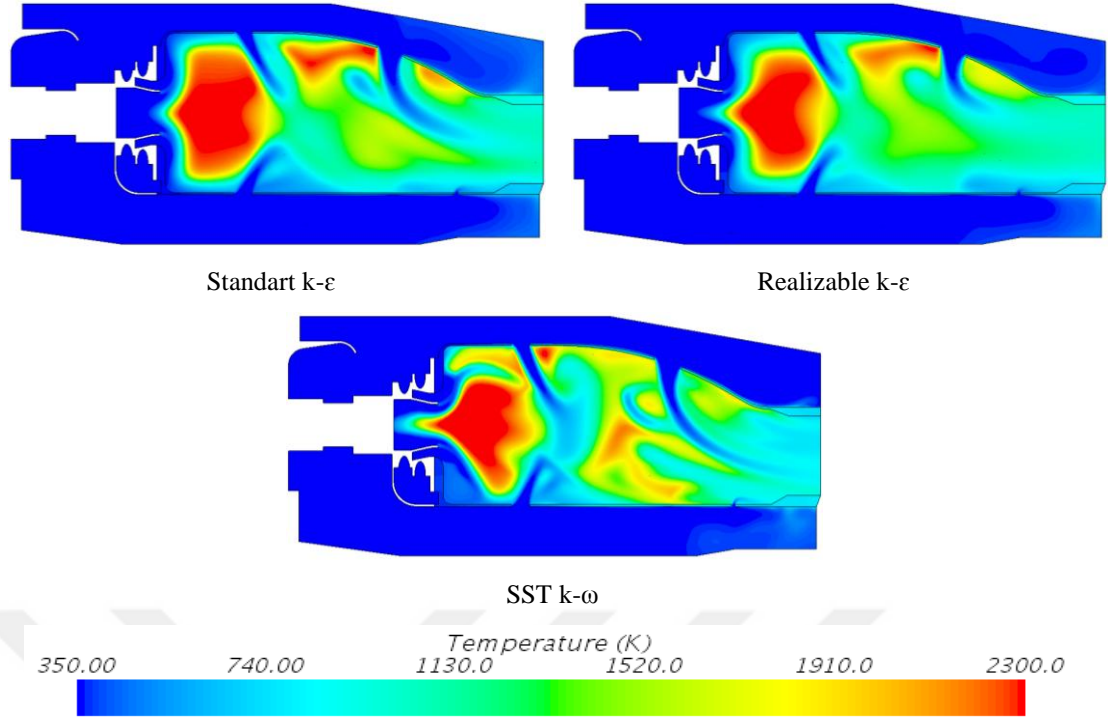 Standart k-ε
Realizable k-ε
SST k-ω
Temperature (K)
350.00 740.00 1130.0 1520.0 1910.0 2300.0